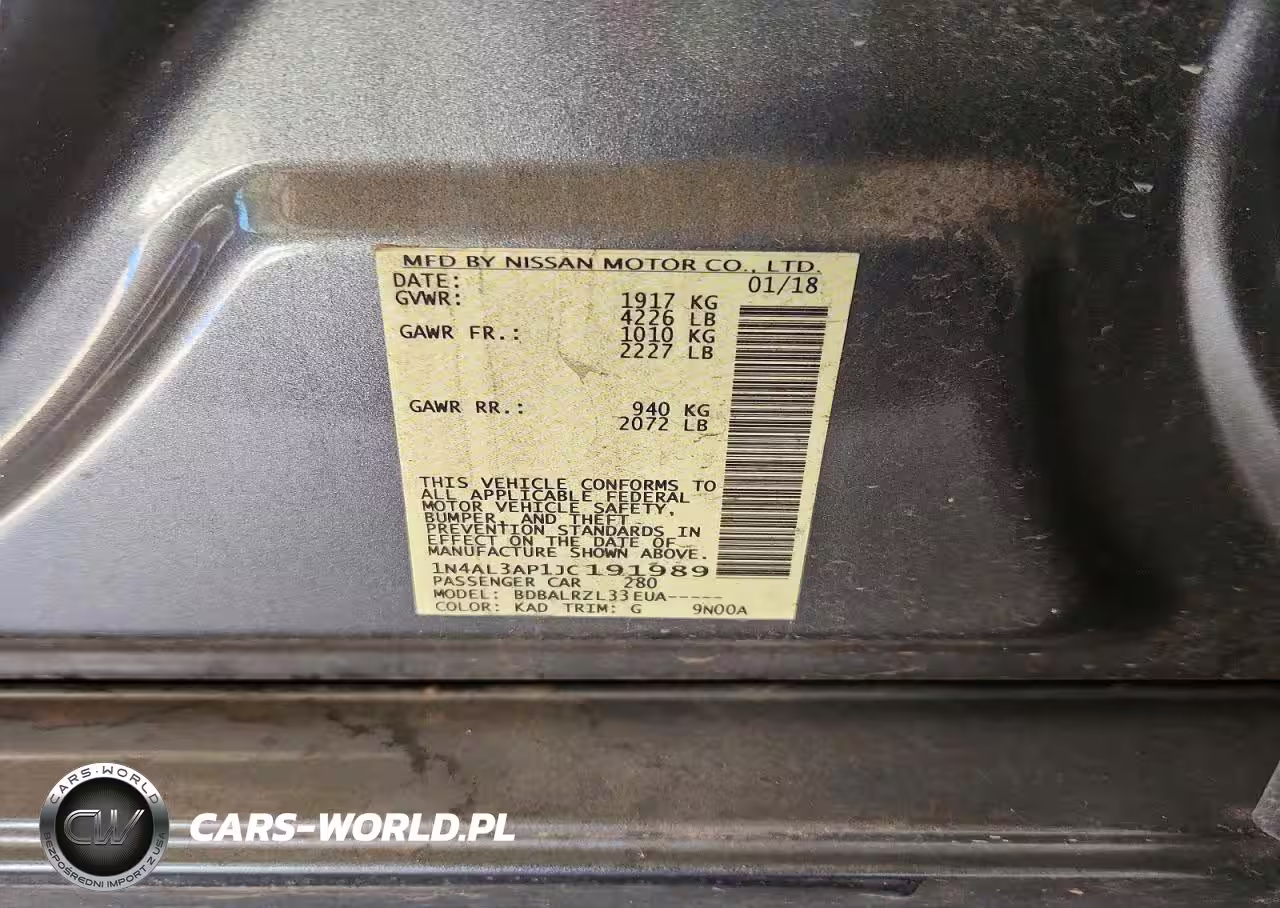 MFD BY NISSAN MOTOR CO., LTD.
DATE: 01/18
GVWR: 1917 KG
4226 LB
GAWR FR.: 1010 KG
2227 LB
GAWR RR.: 940 KG
2072 LB
THIS VEHICLE CONFORMS TO
ALL APPLICABLE FEDERAL
MOTOR VEHICLE SAFETY,
BUMPER, AND THEFT
PREVENTION STANDARDS IN
EFFECT ON THE DATE OF
MANUFACTURE SHOWN ABOVE.
1N4AL3AP1JC191989
PASSENGER CAR 280
MODEL: BDBALRZL33EUA-----
COLOR: KAD TRIM: G 9N00A
CARS-WORLD
CW
BEZPOŚREDNI IMPORT Z USA
CARS-WORLD.PL